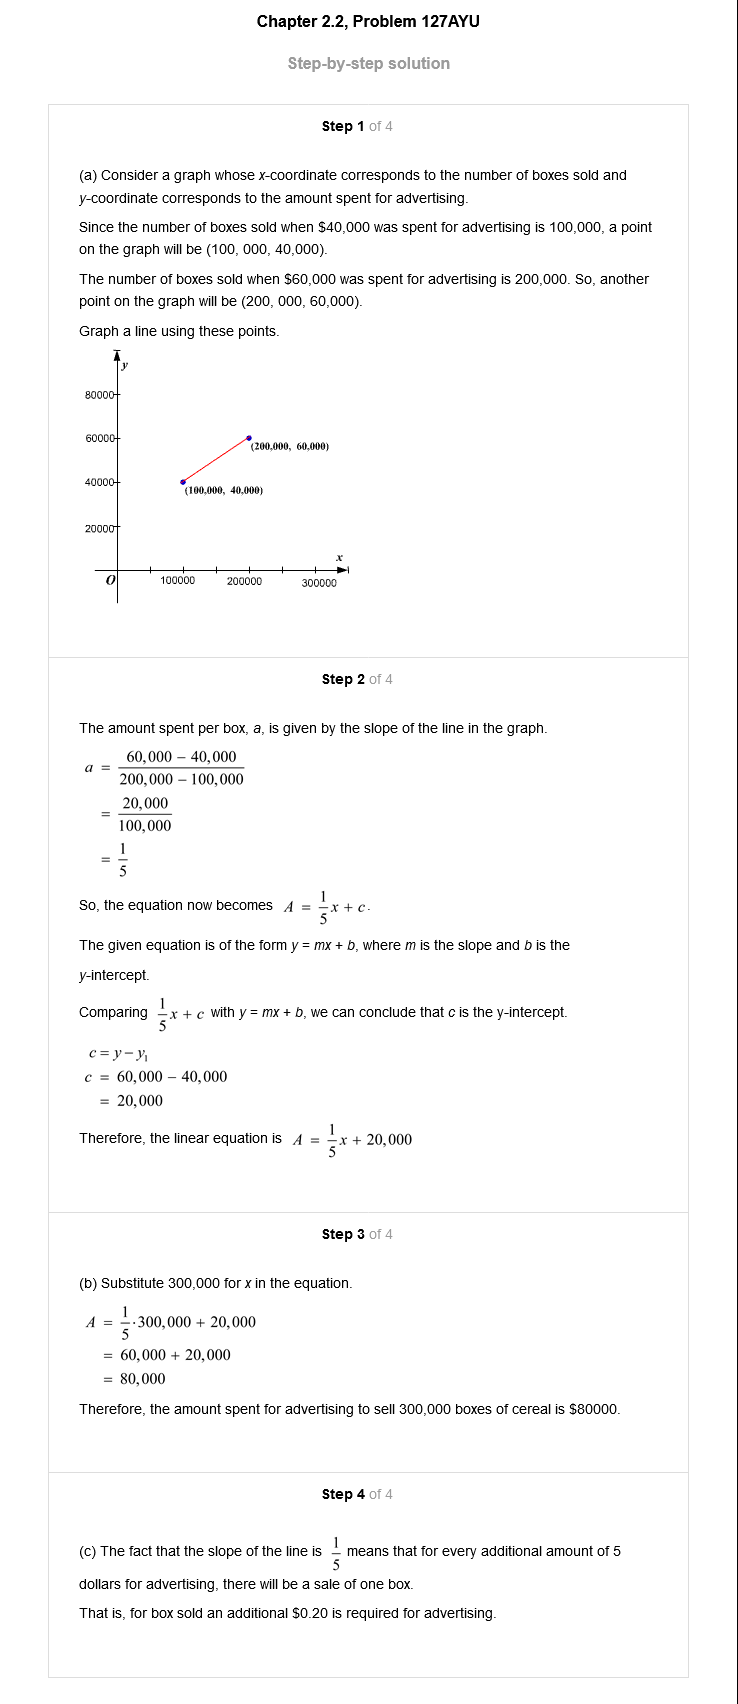 Chapter 2.2, Problem 127AYU
Step-by-step solution
Step 1 of 4
(a) Consider a graph whose x-coordinate corresponds to the number of boxes sold and
y-coordinate corresponds to the amount spent for advertising.
Since the number of boxes sold when $40,000 was spent for advertising is 100,000, a point
on the graph will be (100, 000, 40,000).
The number of boxes sold when $60,000 was spent for advertising is 200,000. So, another
point on the graph will be (200, 000, 60,000).
Graph a line using these points.
y
80000
60000
(200,000, 60,000)
40000
(100,000, 40,000)
20000
x
O
100000 200000 300000
Step 2 of 4
The amount spent per box, a, is given by the slope of the line in the graph.
a = \frac{60,000 − 40,000}{200,000 − 100,000}
= \frac{20,000}{100,000}
= \frac{1}{5}
So, the equation now becomes A = \frac{1}{5}x + c.
The given equation is of the form y = mx + b, where m is the slope and b is the
y-intercept.
Comparing \frac{1}{5}x + c with y = mx + b, we can conclude that c is the y-intercept.
c = y − y₁
c = 60,000 − 40,000
= 20,000
Therefore, the linear equation is A = \frac{1}{5}x + 20,000
Step 3 of 4
(b) Substitute 300,000 for x in the equation.
A = \frac{1}{5}·300,000 + 20,000
= 60,000 + 20,000
= 80,000
Therefore, the amount spent for advertising to sell 300,000 boxes of cereal is $80000.
Step 4 of 4
(c) The fact that the slope of the line is \frac{1}{5} means that for every additional amount of 5
dollars for advertising, there will be a sale of one box.
That is, for box sold an additional $0.20 is required for advertising.